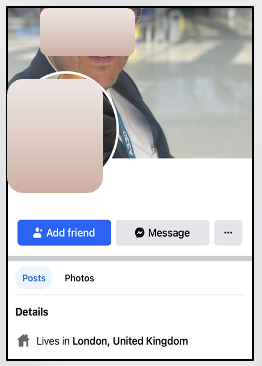 Add friend
Message
Posts
Photos
Details
Lives in London, United Kingdom